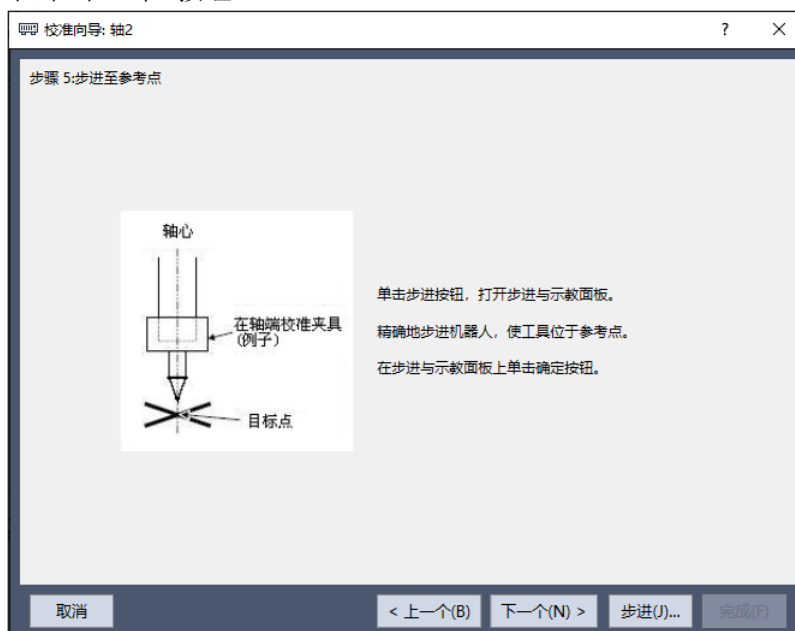 校准向导: 轴2
?
步骤 5:步进至参考点
轴心
在轴端校准夹具
(例子)
目标点
单击步进按钮，打开步进与示教面板。
精确地步进机器人，使工具位于参考点。
在步进与示教面板上单击确定按钮。
取消
< 上一个(B)
下一个(N) >
步进(J)...
完成(F)